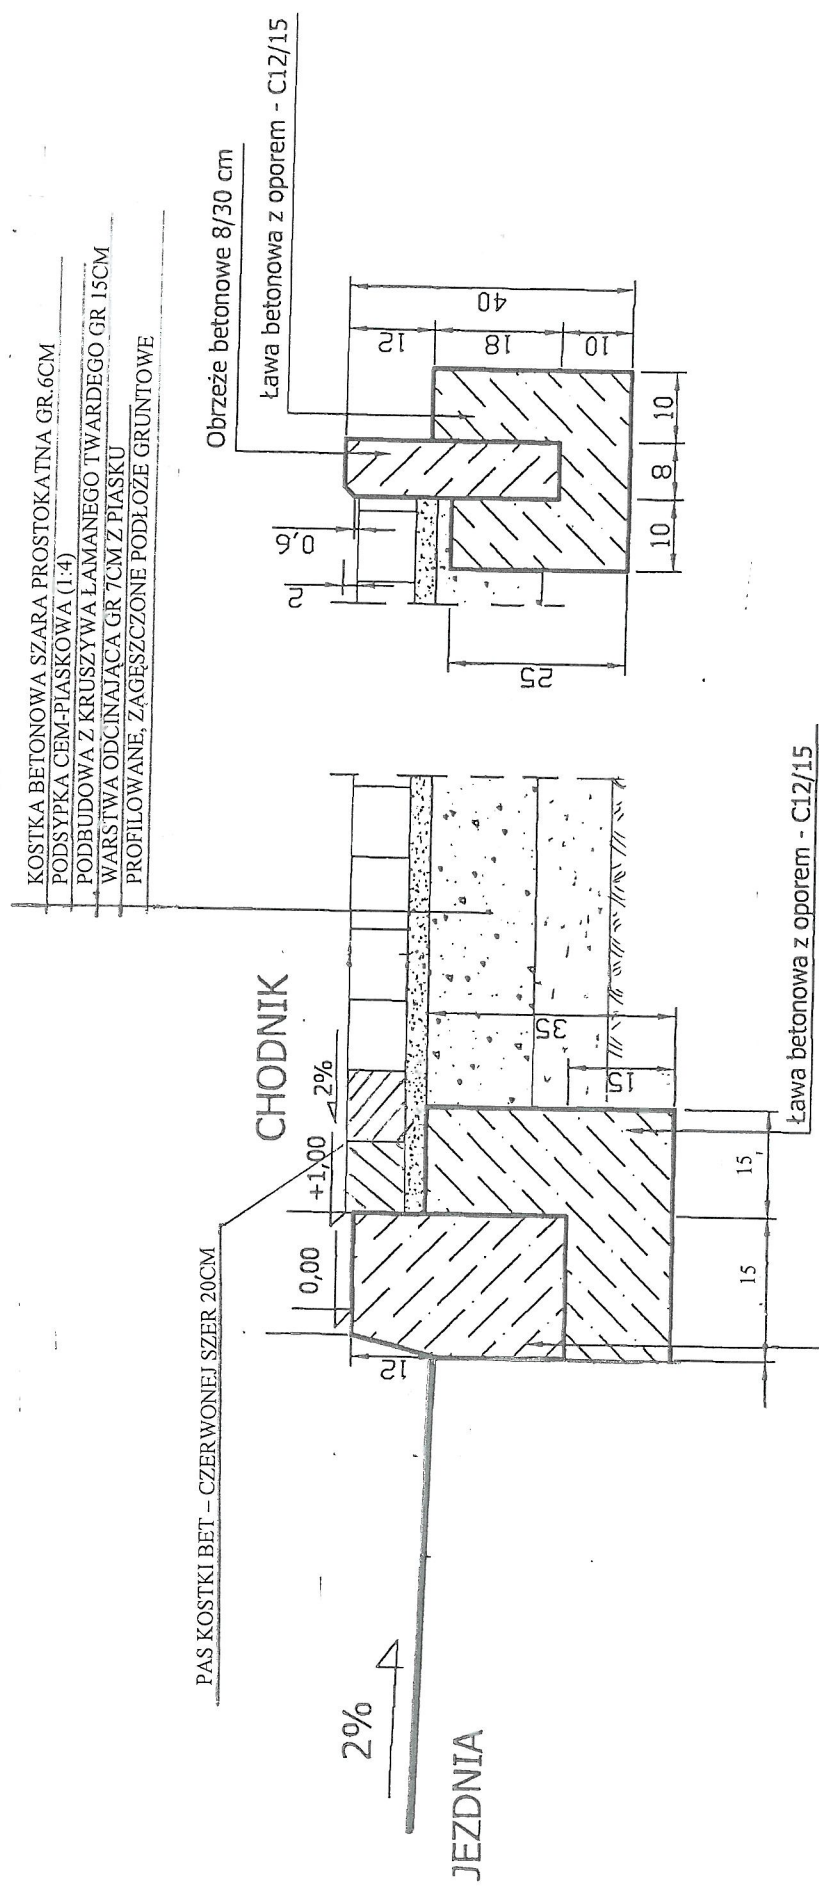 KOSTKA BETONOWA SZARA PROSTOKATNA GR.6CM
PODSYPKA CEM-PIASKOWA (1:4)
PODBUDOWA Z KRUSZYWA ŁAMANEGO TWARDEGO GR 15CM
WARSTWA ODCINAJĄCA GR 7CM Z PIASKU
PROFILOWANE, ZAGĘSZCZONE PODŁOŻE GRUNTOWE
PAS KOSTKI BET – CZERWONEJ SZER 20CM
CHODNIK
0,00
+1,00
2%
12
35
15
15
15
Ława betonowa z oporem - C12/15
2%
JEZDNIA
Obrzeże betonowe 8/30 cm
Ława betonowa z oporem - C12/15
2
0,6
12
18
10
40
25
10
8
10